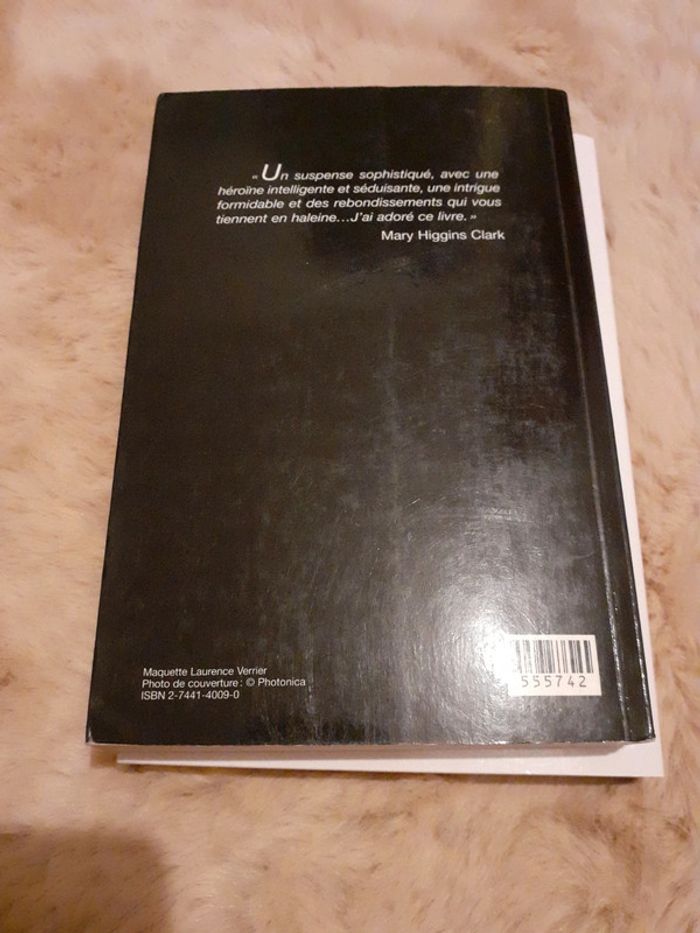 « Un suspense sophistiqué, avec une
héroïne intelligente et séduisante, une intrigue
formidable et des rebondissements qui vous
tiennent en haleine...J'ai adoré ce livre. »
Mary Higgins Clark
Maquette Laurence Verrier
Photo de couverture : © Photonica
ISBN 2-7441-4009-0
555742